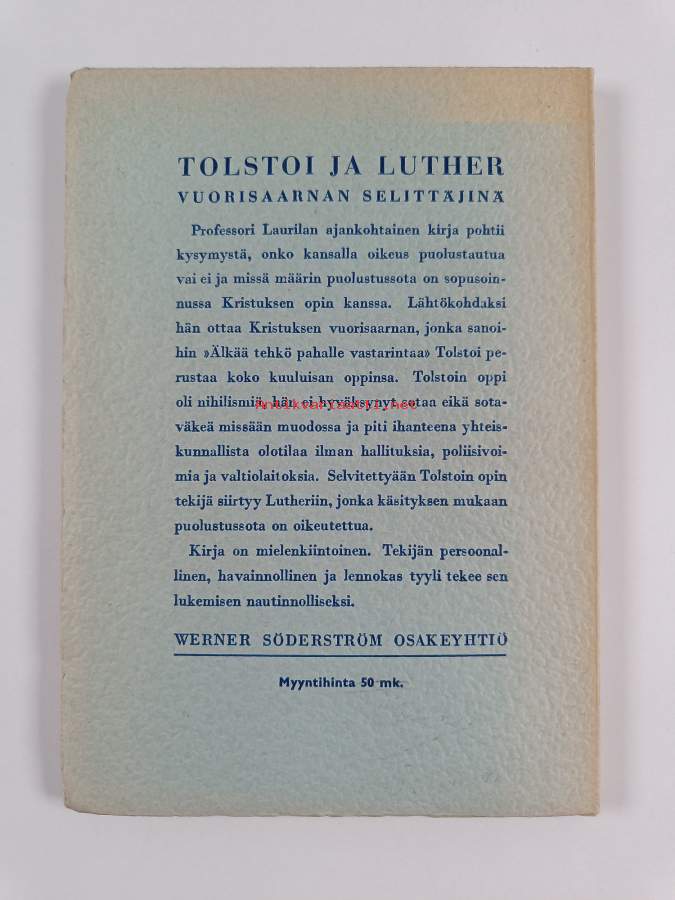 TOLSTOI JA LUTHER
VUORISAARNAN SELITTÄJINÄ
Professori Laurilan ajankohtainen kirja pohtii
kysymystä, onko kansalla oikeus puolustautua
vai ei ja missä määrin puolustussota on sopusoin-
nussa Kristuksen opin kanssa. Lähtökohdaksi
hän ottaa Kristuksen vuorisaarnan, jonka sanoi-
hin »Älkää tehkö pahalle vastarintaa» Tolstoi pe-
rustaa koko kuuluisan oppinsa. Tolstoin oppi
oli nihilismiä, hän ei hyväksynyt sotaa eikä sota-
Antikvariaatti.net
väkeä missään muodossa ja piti ihanteena yhteis-
kunnallista olotilaa ilman hallituksia, poliisivoi-
mia ja valtiolaitoksia. Selvitettyään Tolstoin opin
tekijä siirtyy Lutheriin, jonka käsityksen mukaan
puolustussota on oikeutettua.
Kirja on mielenkiintoinen. Tekijän persoonal-
linen, havainnollinen ja lennokas tyyli tekee sen
lukemisen nautinnolliseksi.
WERNER SÖDERSTRÖM OSAKEYHTIÖ
Myyntihinta 50 mk.